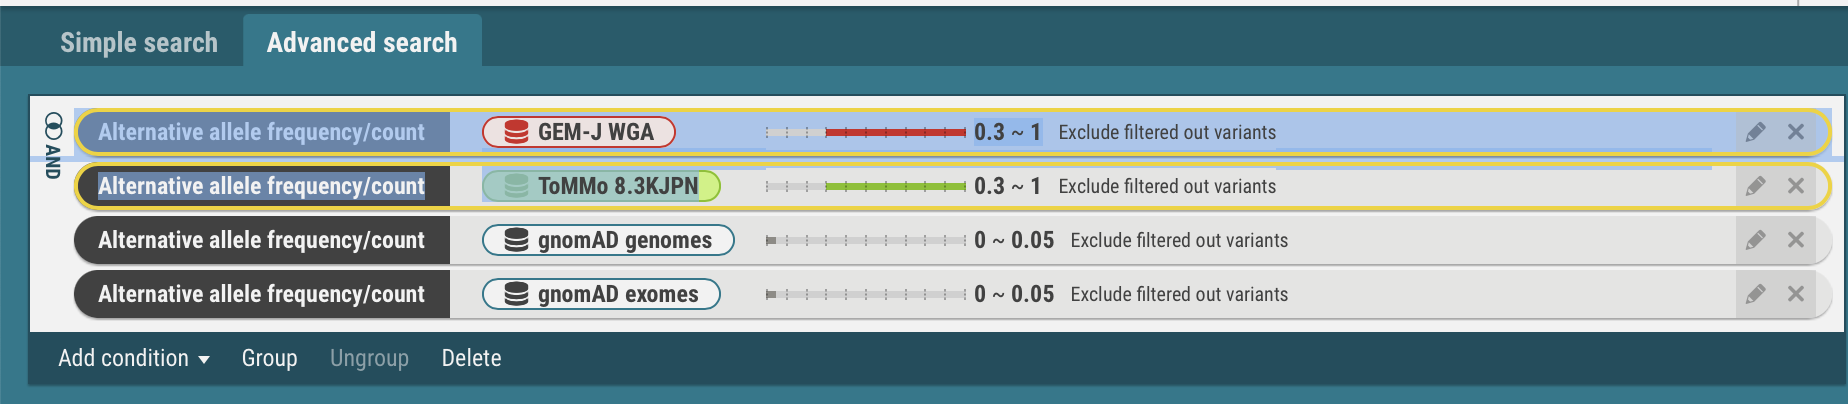 Simple search Advanced search
AND
Alternative allele frequency/count GEM-J WGA 0.3 ~ 1 Exclude filtered out variants
Alternative allele frequency/count ToMMo 8.3KJPN 0.3 ~ 1 Exclude filtered out variants
Alternative allele frequency/count gnomAD genomes 0 ~ 0.05 Exclude filtered out variants
Alternative allele frequency/count gnomAD exomes 0 ~ 0.05 Exclude filtered out variants
Add condition Group Ungroup Delete